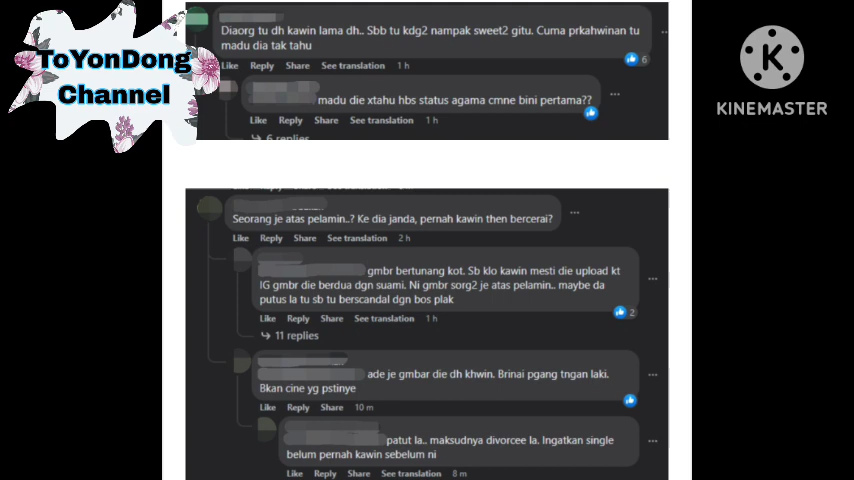 ToYonDong
Channel
KINEMASTER
Diaorg tu dh kawin lama dh.. Sbb tu kdg2 nampak sweet2 gitu. Cuma prkahwinan tu
madu dia tak tahu
Like Reply Share See translation 1 h
6
madu die xtahu hbs status agama cmne bini pertama??
Like Reply Share See translation 1 h
6 replies
Seorang je atas pelamin..? Ke dia janda, pernah kawin then bercerai?
Like Reply Share See translation 2 h
gmbr bertunang kot. Sb klo kawin mesti die upload kt
IG gmbr die berdua dgn suami. Ni gmbr sorg2 je atas pelamin.. maybe da
putus la tu sb tu berscandal dgn bos plak
2
Like Reply Share See translation 1 h
11 replies
ade je gmbar die dh khwin. Brinai pgang tngan laki.
Bkan cine yg pstinye
Like Reply Share 10 m
patut la.. maksudnya divorcee la. Ingatkan single
belum pernah kawin sebelum ni
Like Reply Share See translation 8 m